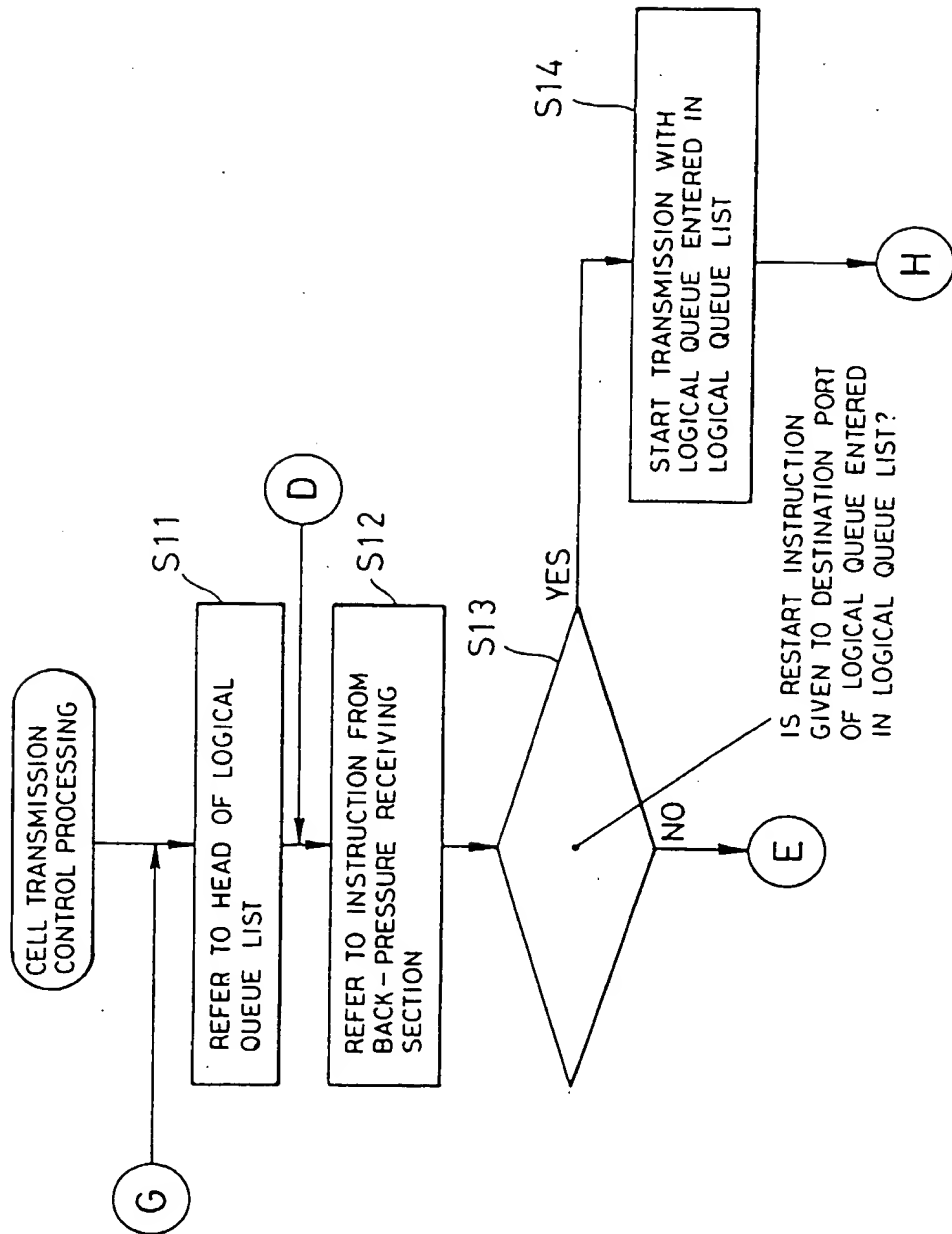 CELL TRANSMISSION
CONTROL PROCESSING
G
S11
REFER TO HEAD OF LOGICAL
QUEUE LIST
D
S12
REFER TO INSTRUCTION FROM
BACK-PRESSURE RECEIVING
SECTION
S13
YES
NO
IS RESTART INSTRUCTION
GIVEN TO DESTINATION PORT
OF LOGICAL QUEUE ENTERED
IN LOGICAL QUEUE LIST?
E
S14
START TRANSMISSION WITH
LOGICAL QUEUE ENTERED IN
LOGICAL QUEUE LIST
H